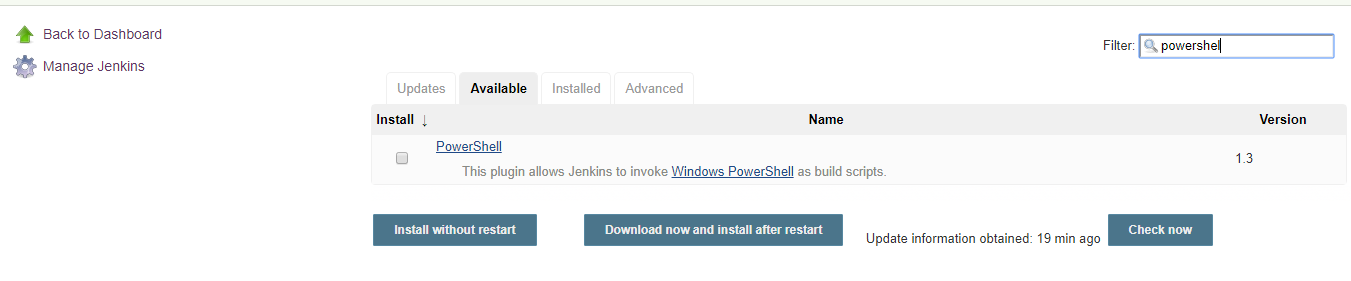 Back to Dashboard
Manage Jenkins
Filter: powershel
Updates Available Installed Advanced
Install ↓ Name Version
PowerShell
This plugin allows Jenkins to invoke Windows PowerShell as build scripts.
1.3
Install without restart Download now and install after restart Update information obtained: 19 min ago Check now